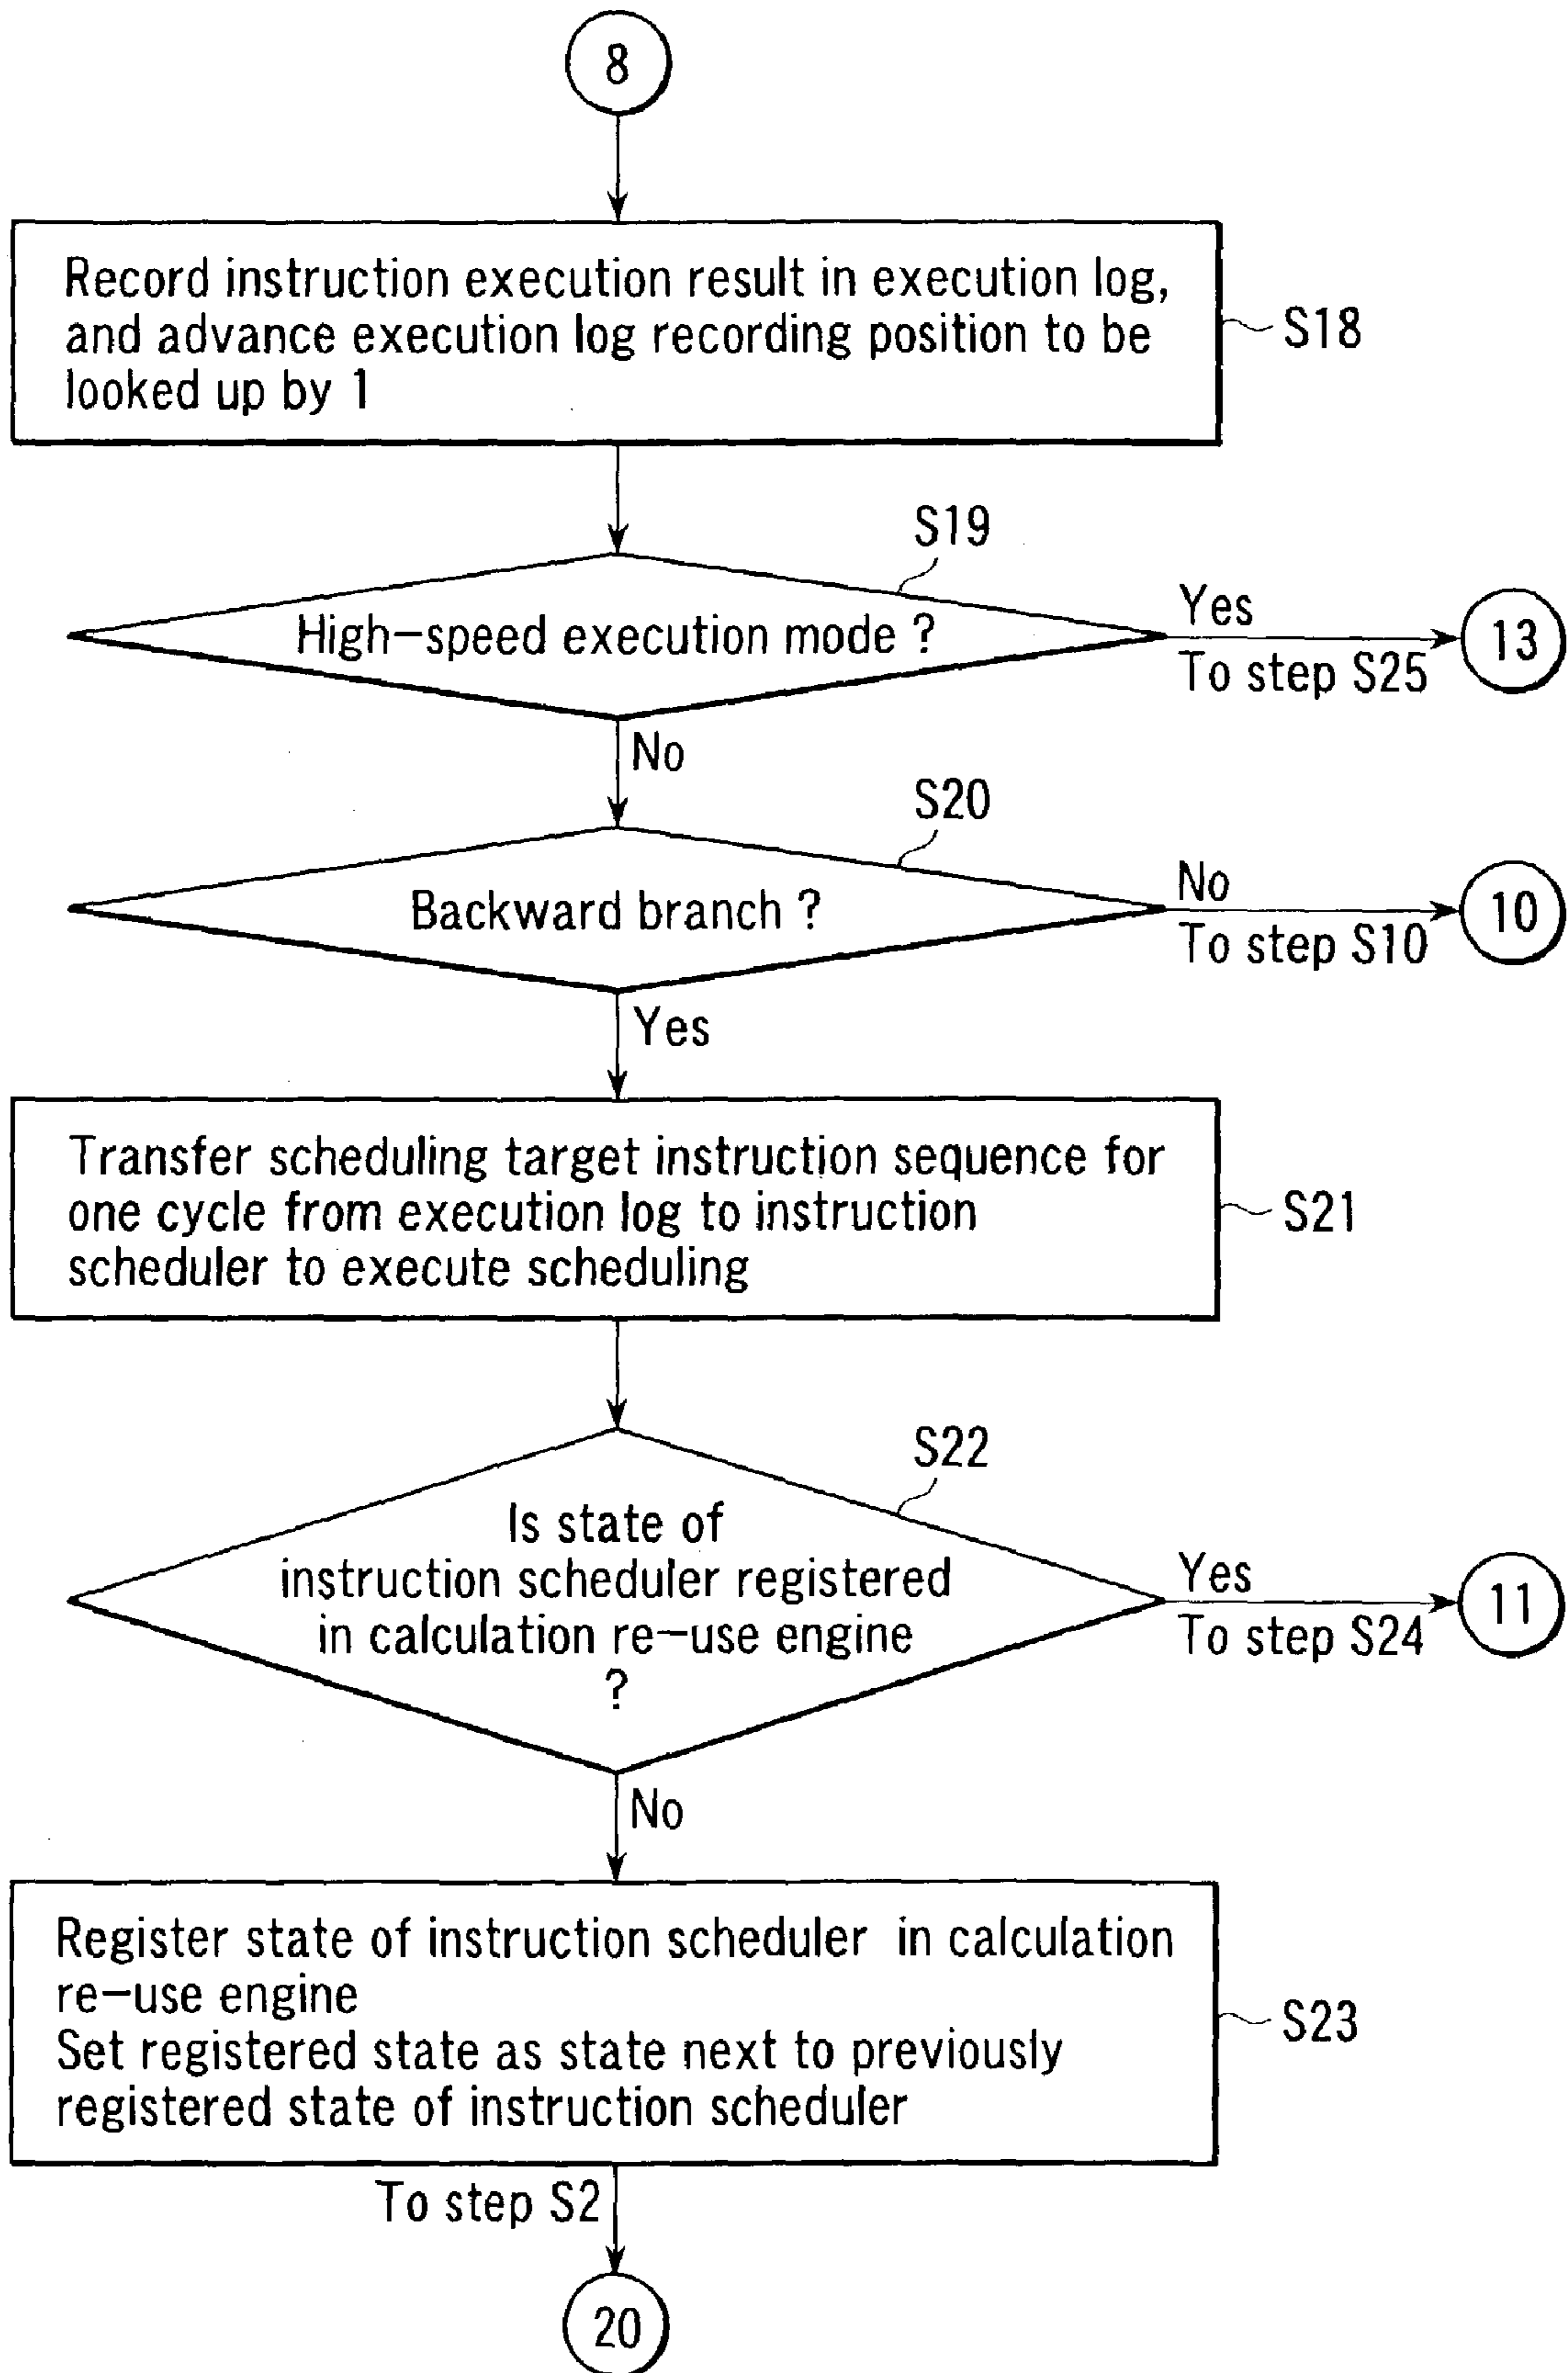 8
Record instruction execution result in execution log,
and advance execution log recording position to be
looked up by 1
S18
S19
High-speed execution mode ?
Yes
To step S25
13
No
S20
Backward branch ?
No
To step S10
10
Yes
Transfer scheduling target instruction sequence for
one cycle from execution log to instruction
scheduler to execute scheduling
S21
S22
Is state of
instruction scheduler registered
in calculation re-use engine
?
Yes
To step S24
11
No
Register state of instruction scheduler in calculation
re-use engine
Set registered state as state next to previously
registered state of instruction scheduler
S23
To step S2
20